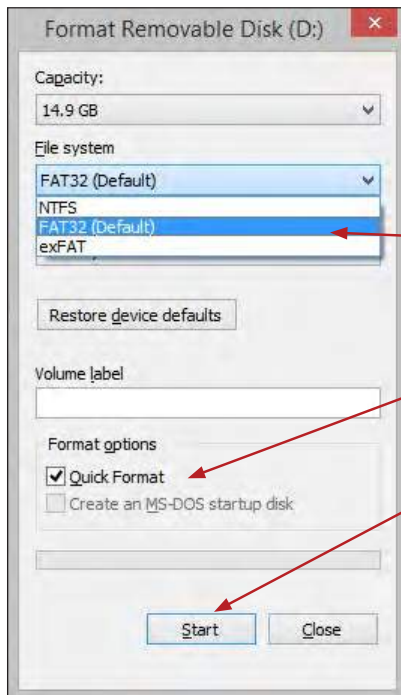 Format Removable Disk (D:)
Capacity:
14.9 GB
File system
FAT32 (Default)
NTFS
FAT32 (Default)
exFAT
Restore device defaults
Volume label
Format options
Quick Format
Create an MS-DOS startup disk
Start Close